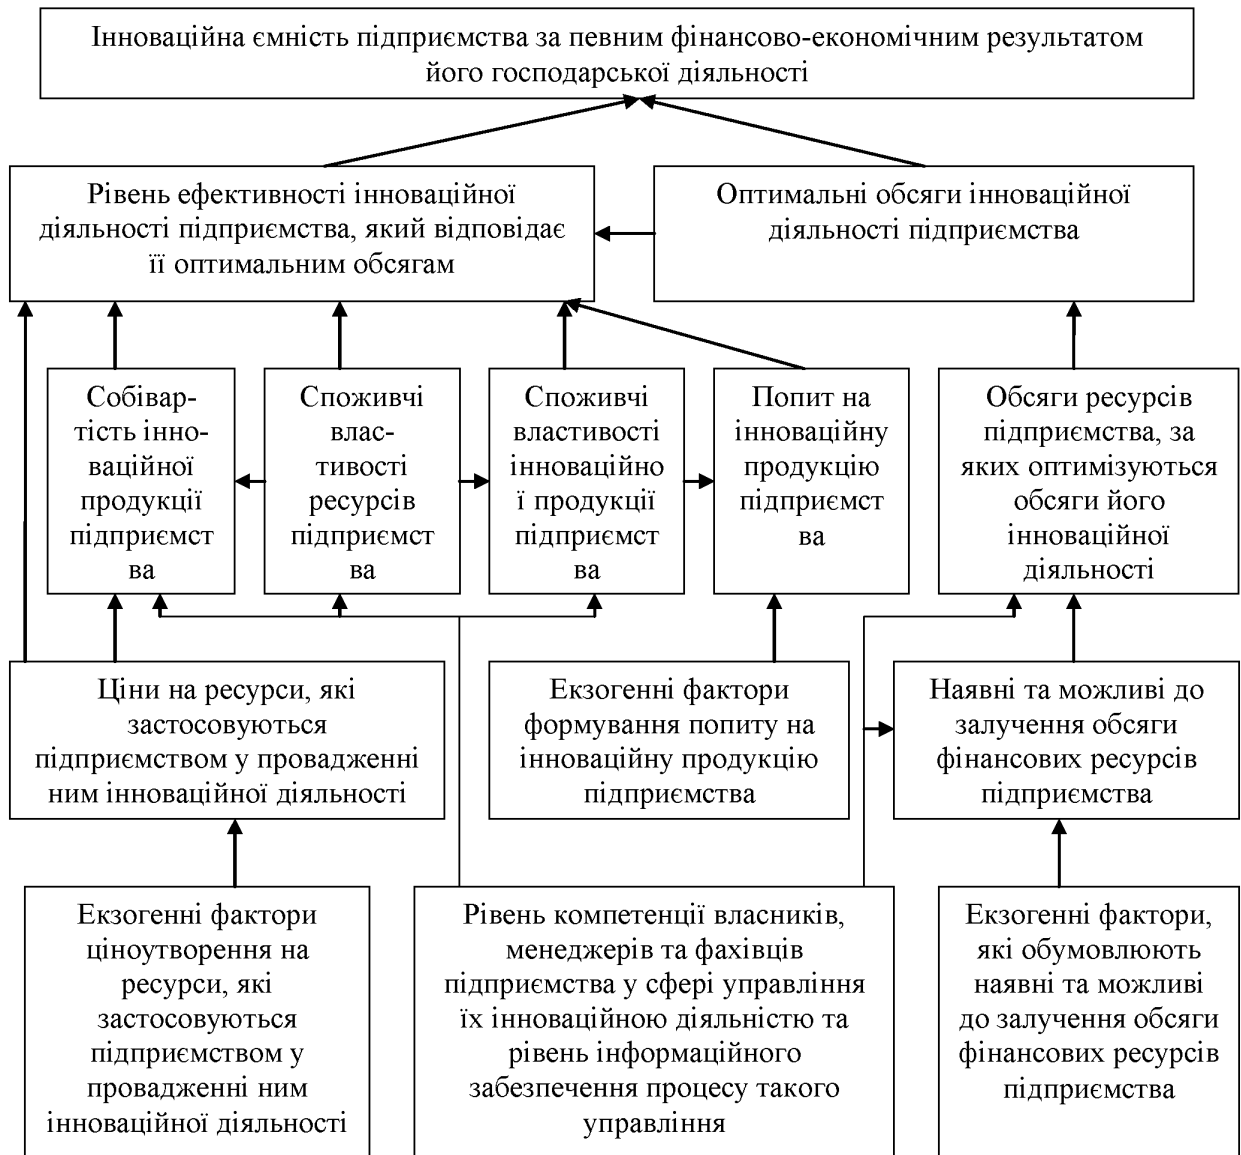 Інноваційна ємність підприємства за певним фінансово-економічним результатом
його господарської діяльності
Рівень ефективності інноваційної
діяльності підприємства, який відповідає
її оптимальним обсягам
Оптимальні обсяги інноваційної
діяльності підприємства
Собівар-
тість інно-
ваційної
продукції
підприємст
ва
Споживчі
влас-
тивості
ресурсів
підприємст
ва
Споживчі
властивості
інноваційно
ї продукції
підприємст
ва
Попит на
інноваційну
продукцію
підприємст
ва
Обсяги ресурсів
підприємства, за
яких оптимізуються
обсяги його
інноваційної
діяльності
Ціни на ресурси, які
застосовуються
підприємством у провадженні
ним інноваційної діяльності
Екзогенні фактори
формування попиту на
інноваційну продукцію
підприємства
Наявні та можливі до
залучення обсяги
фінансових ресурсів
підприємства
Екзогенні фактори
ціноутворення на
ресурси, які
застосовуються
підприємством у
провадженні ним
інноваційної діяльності
Рівень компетенції власників,
менеджерів та фахівців
підприємства у сфері управління
їх інноваційною діяльністю та
рівень інформаційного
забезпечення процесу такого
управління
Екзогенні фактори,
які обумовлюють
наявні та можливі
до залучення обсяги
фінансових ресурсів
підприємства